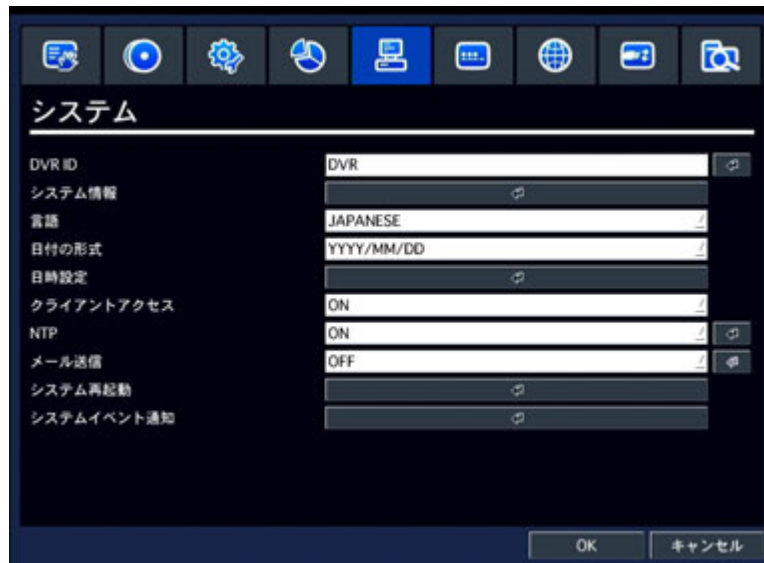 システム
DVR ID DVR
システム情報
言語 JAPANESE
日付の形式 YYYY/MM/DD
日時設定
クライアントアクセス ON
NTP ON
メール送信 OFF
システム再起動
システムイベント通知
OK キャンセル